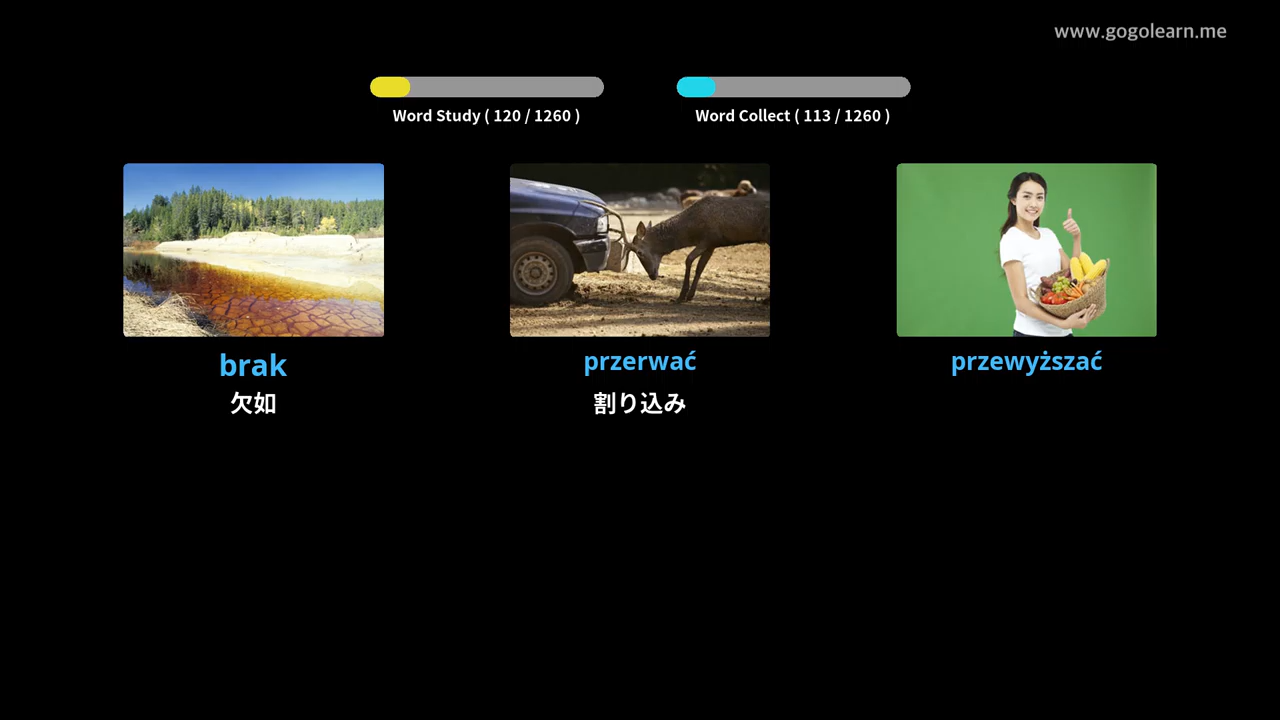 www.gogolearn.me
Word Study ( 120 / 1260 )
Word Collect ( 113 / 1260 )
brak
przerwać
przewyższać
欠如
割り込み